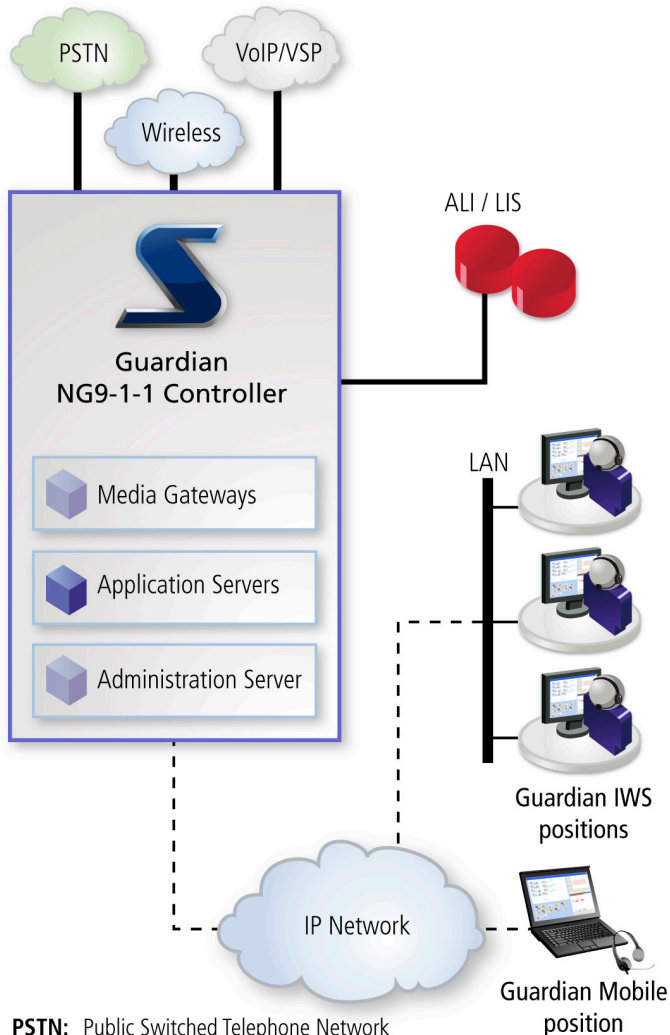 PSTN
VoIP/VSP
Wireless
ALI / LIS
Guardian
NG9-1-1 Controller
Media Gateways
Application Servers
Administration Server
LAN
Guardian IWS
positions
IP Network
Guardian Mobile
position
PSTN: Public Switched Telephone Network